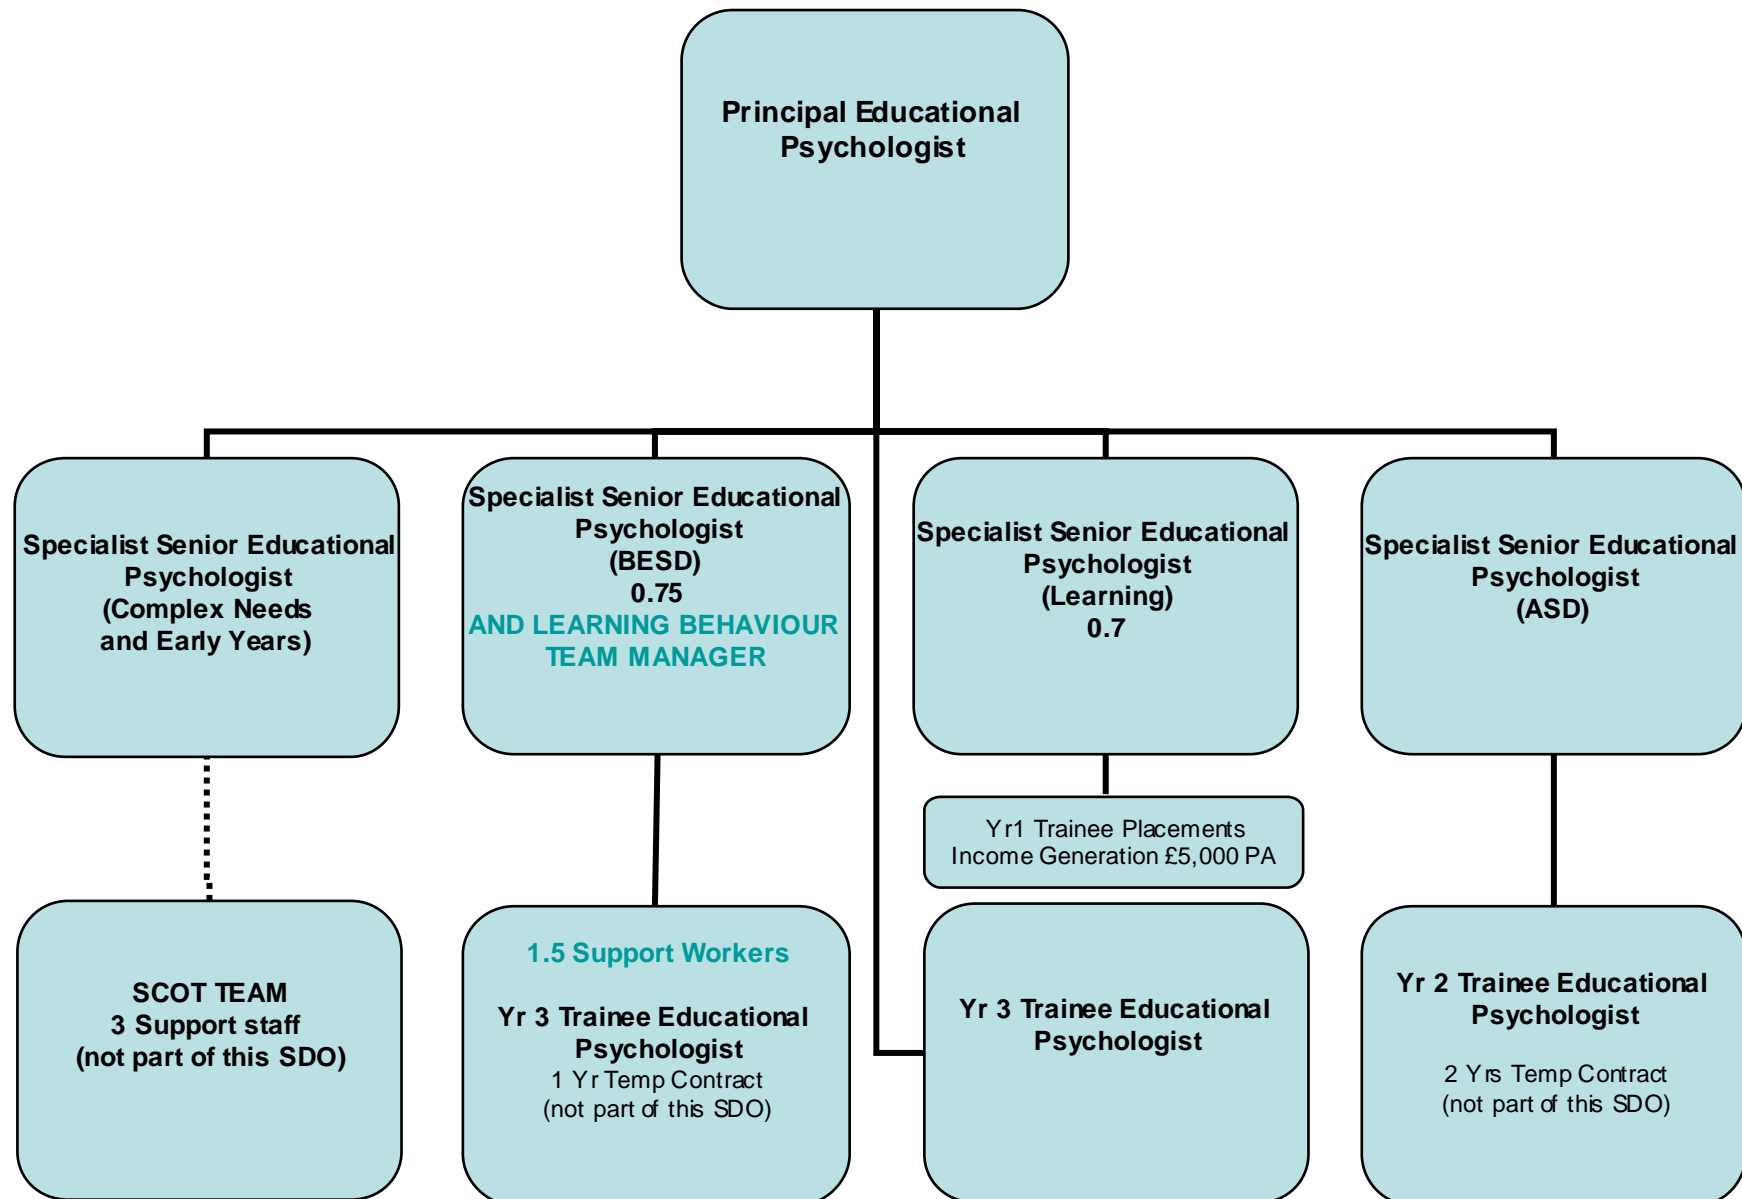 Principal Educational
Psychologist
Specialist Senior Educational
Psychologist
(Complex Needs
and Early Years)
Specialist Senior Educational
Psychologist
(BESD)
0.75
AND LEARNING BEHAVIOUR
TEAM MANAGER
Specialist Senior Educational
Psychologist
(Learning)
0.7
Specialist Senior Educational
Psychologist
(ASD)
Yr1 Trainee Placements
Income Generation £5,000 PA
SCOT TEAM
3 Support staff
(not part of this SDO)
1.5 Support Workers
Yr 3 Trainee Educational
Psychologist
1 Yr Temp Contract
(not part of this SDO)
Yr 3 Trainee Educational
Psychologist
Yr 2 Trainee Educational
Psychologist
2 Yrs Temp Contract
(not part of this SDO)